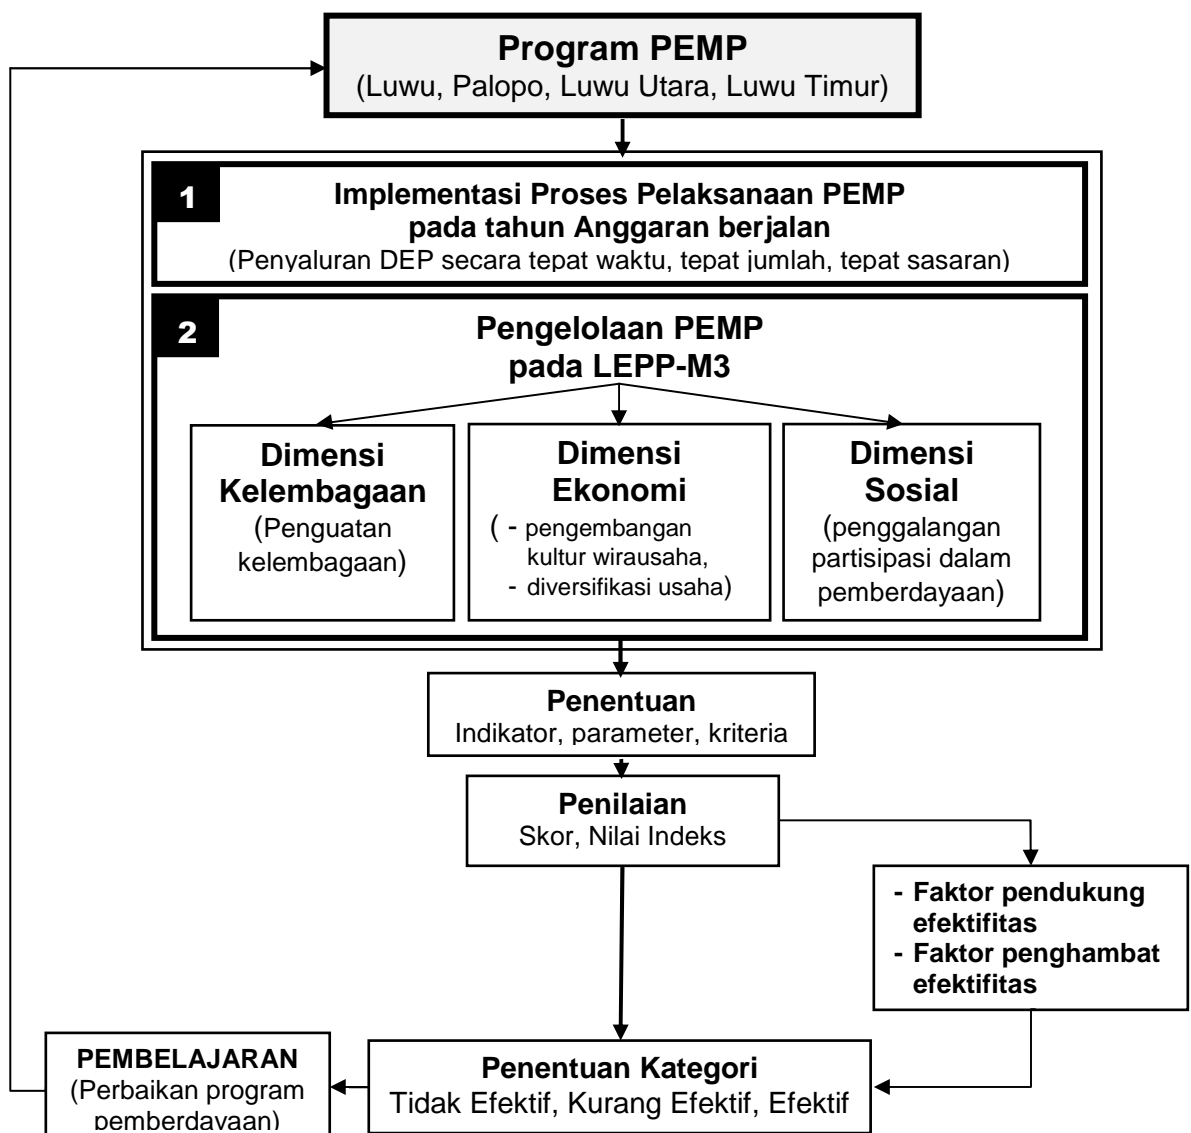 Program PEMP
(Luwu, Palopo, Luwu Utara, Luwu Timur)
1
Implementasi Proses Pelaksanaan PEMP
pada tahun Anggaran berjalan
(Penyaluran DEP secara tepat waktu, tepat jumlah, tepat sasaran)
2
Pengelolaan PEMP
pada LEPP-M3
Dimensi
Kelembagaan
(Penguatan
kelembagaan)
Dimensi
Ekonomi
( - pengembangan
kultur wirausaha,
- diversifikasi usaha)
Dimensi
Sosial
(penggalangan
partisipasi dalam
pemberdayaan)
Penentuan
Indikator, parameter, kriteria
Penilaian
Skor, Nilai Indeks
- Faktor pendukung
efektifitas
- Faktor penghambat
efektifitas
PEMBELAJARAN
(Perbaikan program
pemberdayaan)
Penentuan Kategori
Tidak Efektif, Kurang Efektif, Efektif